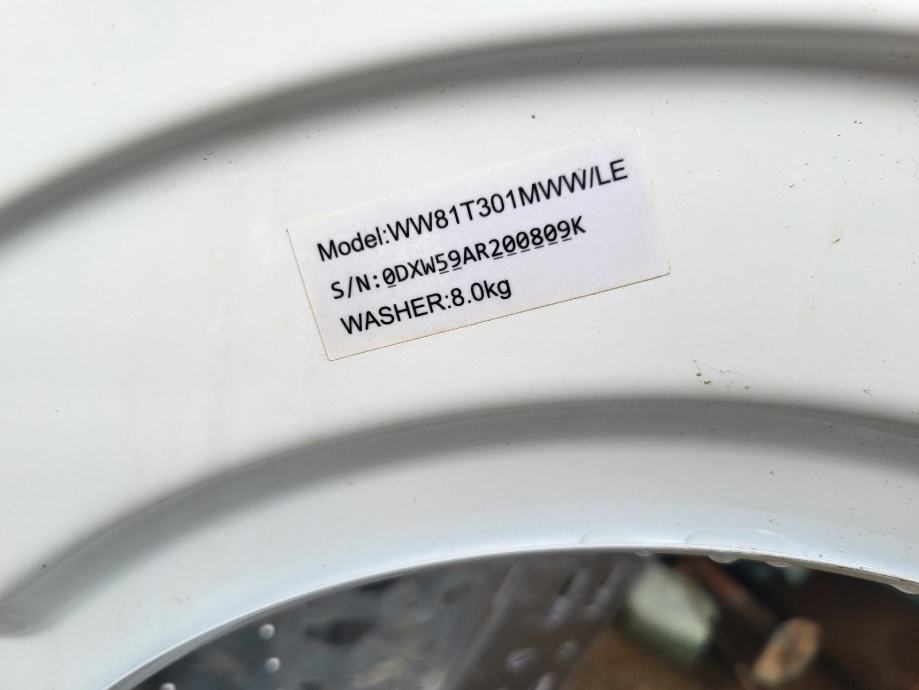 Model:WW81T301MWW/LE
S/N:0DXW59AR200809K
WASHER:8.0kg